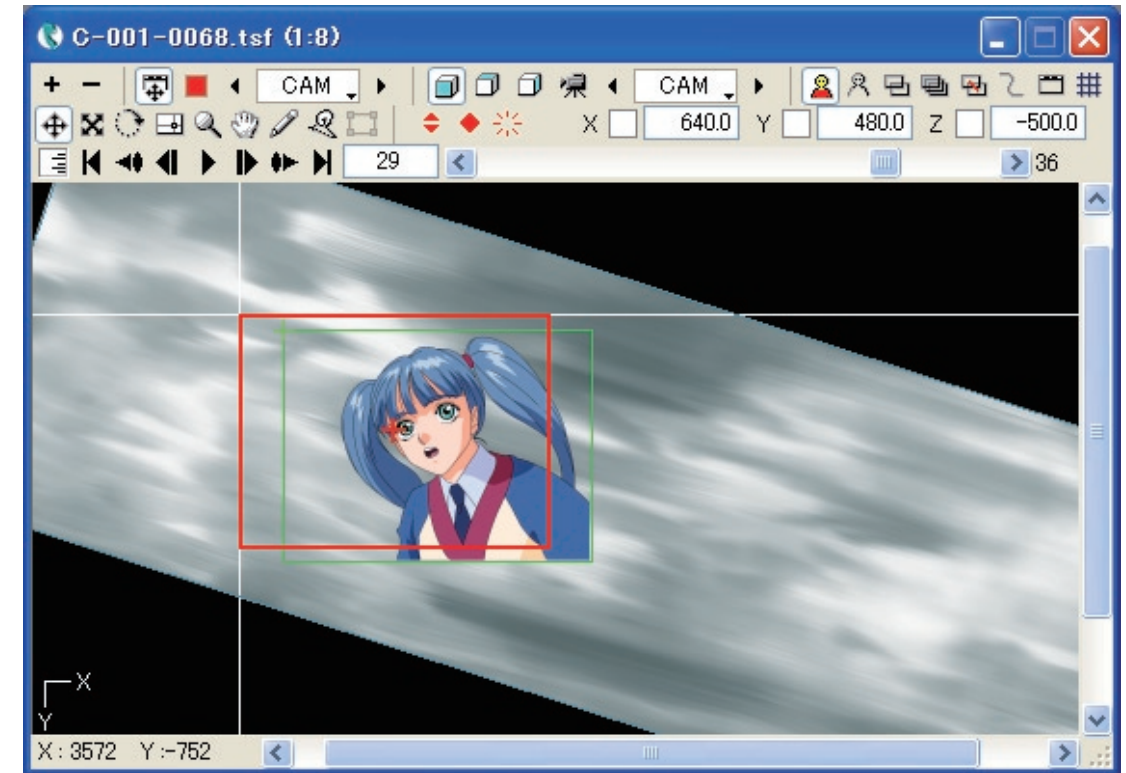 C-001-0068.tsf (1:8)
CAM CAM
X 640.0 Y 480.0 Z -500.0
29 36
X
Y
X : 3572 Y :-752